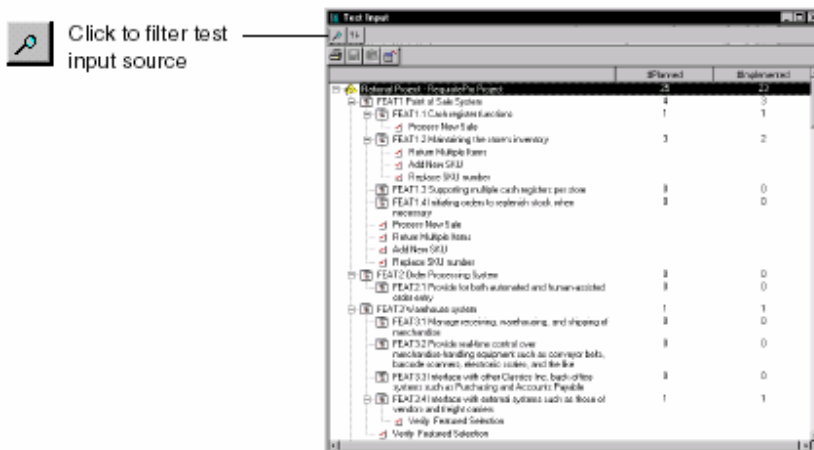 Click to filter test
input source
Test Input
#Planned #Implemented
Rational Project - RequisitePro Project 25 23
FEAT1 Point of Sale System 4 3
FEAT1.1 Cash register functions 1 1
Process New Sale
FEAT1.2 Maintaining the store's inventory 3 2
Return Multiple Items
Add New SKU
Replace SKU number
FEAT1.3 Supporting multiple cash registers per store 0 0
FEAT1.4 Initiating orders to replenish stock when 0 0
necessary
Process New Sale
Return Multiple Items
Add New SKU
Replace SKU number
FEAT2 Order Processing System 0 0
FEAT2.1 Provide for both automated and human-assisted 0 0
order entry
FEAT3 Warehouse system 1 1
FEAT3.1 Manage receiving, warehousing, and shipping of 0 0
merchandise
FEAT3.2 Provide real-time control over 0 0
merchandise-handling equipment such as conveyor belts,
barcode scanners, electronic scales, and the like
FEAT3.3 Interface with other Classics Inc. back-office 0 0
systems such as Purchasing and Accounts Payable
FEAT3.4 Interface with external systems such as those of 1 1
vendors and freight carriers
Verify Featured Selection
Verify Featured Selection